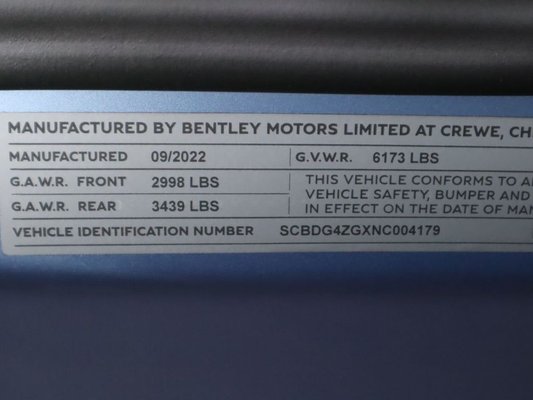 MANUFACTURED BY BENTLEY MOTORS LIMITED AT CREWE, CH
MANUFACTURED 09/2022 G.V.W.R. 6173 LBS
G.A.W.R. FRONT 2998 LBS THIS VEHICLE CONFORMS TO A
VEHICLE SAFETY, BUMPER AND
G.A.W.R. REAR 3439 LBS IN EFFECT ON THE DATE OF MAN
VEHICLE IDENTIFICATION NUMBER SCBDG4ZGXNC004179